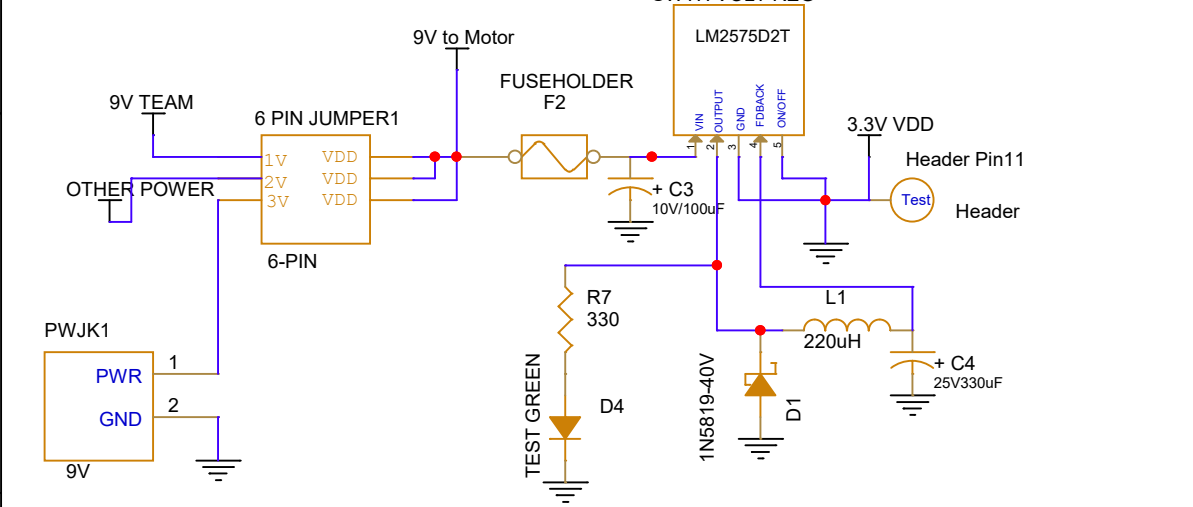 LM2575D2T
VIN
OUTPUT
GND
FDBACK
ON/OFF
1
2
3
4
5
9V to Motor
FUSEHOLDER
F2
9V TEAM
6 PIN JUMPER1
1V VDD
2V VDD
3V VDD
OTHER POWER
6-PIN
+ C3
10V/100uF
3.3V VDD
Header Pin11
Test
Header
R7
330
L1
220uH
+ C4
25V330uF
PWJK1
PWR 1
GND 2
9V
TEST GREEN
D4
1N5819-40V
D1